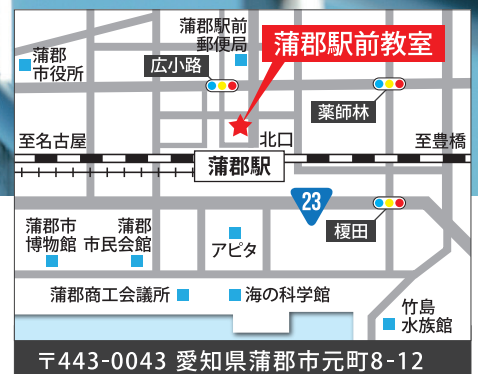 蒲郡駅前
郵便局
蒲郡駅前教室
蒲郡
市役所
広小路
薬師林
至名古屋
北口
至豊橋
蒲郡駅
23
蒲郡市
博物館
蒲郡
市民会館
アピタ
榎田
蒲郡商工会議所
海の科学館
竹島
水族館
〒443-0043 愛知県蒲郡市元町8-12